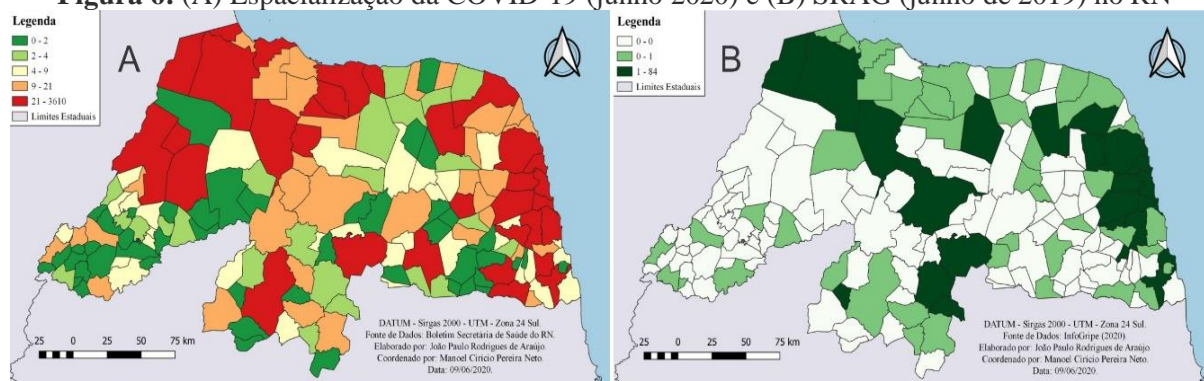 Figura 6: (A) Espacialização da COVID 19 (junho 2020) e (B) SRAG (junho de 2019) no RN
Legenda
0 - 2
2 - 4
4 - 9
9 - 21
21 - 3610
Limites Estaduais
A
25 0 25 50 75 km
DATUM - Sirgas 2000 - UTM - Zona 24 Sul.
Fonte de Dados: Boletim Secretária de Saúde do RN.
Elaborado por: João Paulo Rodrigues de Araújo.
Coordenado por: Manoel Cirício Pereira Neto.
Data: 09/06/2020.
Legenda
0 - 0
0 - 1
1 - 84
Limites Estaduais
B
25 0 25 50 75 km
DATUM - Sirgas 2000 - UTM - Zona 24 Sul.
Fonte de Dados: InfoGripe (2020)
Elaborado por: João Paulo Rodrigues de Araújo.
Coordenado por: Manoel Cirício Pereira Neto.
Data: 09/06/2020.